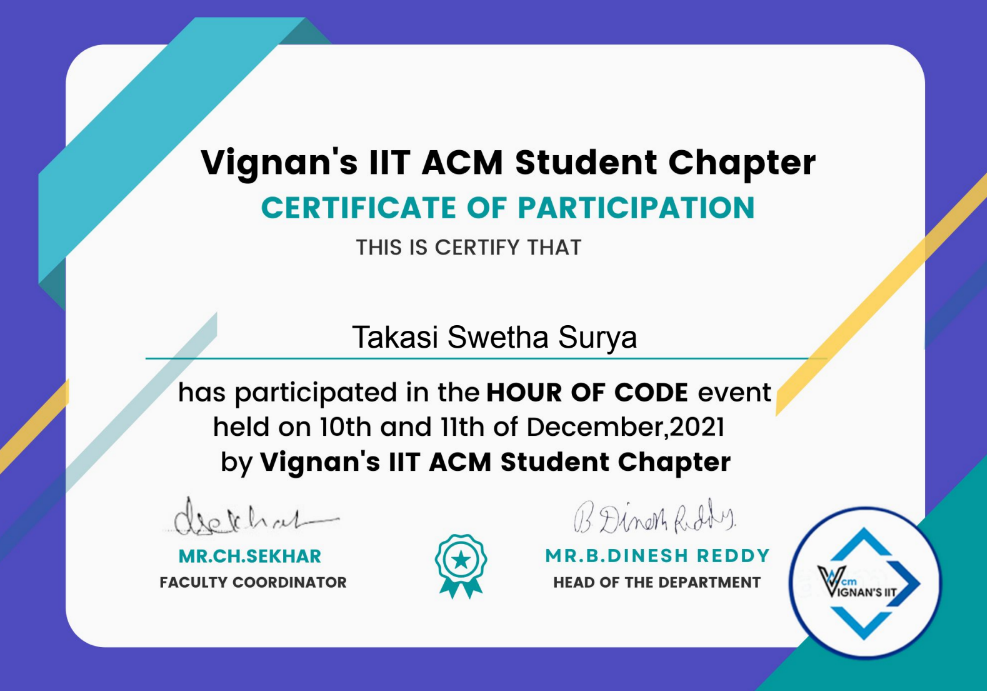 Vignan's IIT ACM Student Chapter
CERTIFICATE OF PARTICIPATION
THIS IS CERTIFY THAT
Takasi Swetha Surya
has participated in the HOUR OF CODE event
held on 10th and 11th of December,2021
by Vignan's IIT ACM Student Chapter
dsekhar
B Dinesh Reddy
MR.CH.SEKHAR
MR.B.DINESH REDDY
FACULTY COORDINATOR
HEAD OF THE DEPARTMENT
Vcm
VIGNAN'S IIT